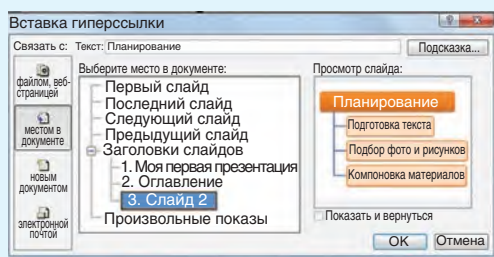 Вставка гиперссылки
Связать с: Текст: Планирование Подсказка...
файлом, веб-
страницей
местом в
документе
новым
документом
электронной
почтой
Выберите место в документе:
Первый слайд
Последний слайд
Следующий слайд
Предыдущий слайд
Заголовки слайдов
1. Моя первая презентация
2. Оглавление
3. Слайд 2
Произвольные показы
Просмотр слайда:
Планирование
Подготовка текста
Подбор фото и рисунков
Компоновка материалов
Показать и вернуться
OK Отмена